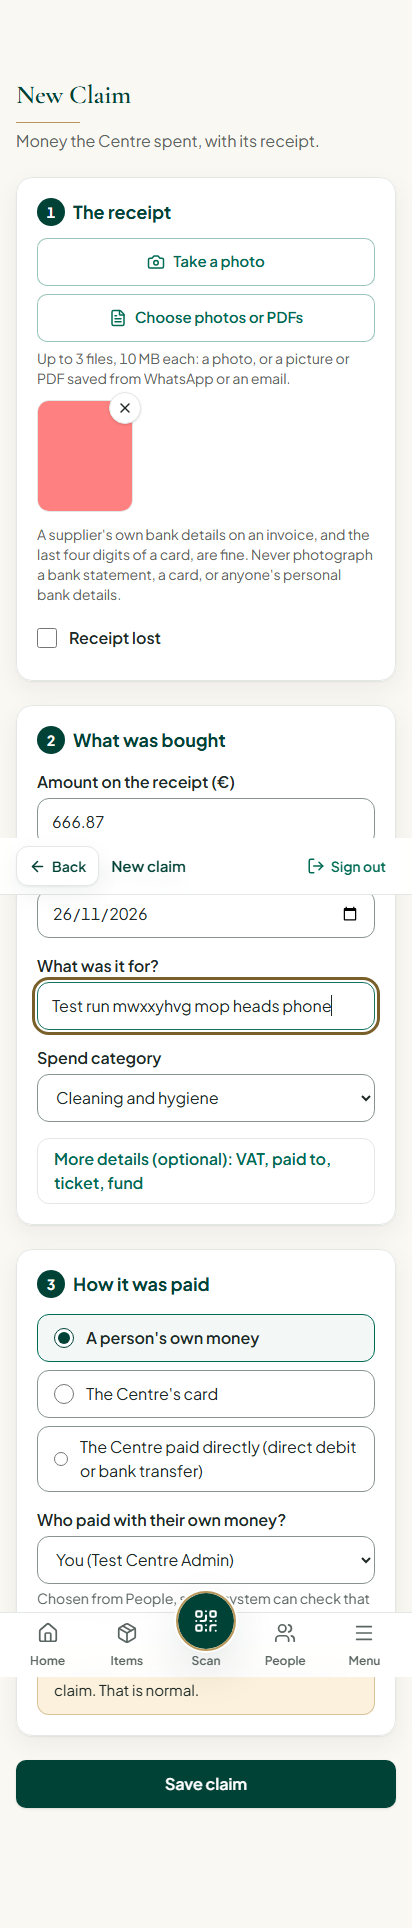 New Claim
Money the Centre spent, with its receipt.
1 The receipt
Take a photo
Choose photos or PDFs
Up to 3 files, 10 MB each: a photo, or a picture or
PDF saved from WhatsApp or an email.
A supplier's own bank details on an invoice, and the
last four digits of a card, are fine. Never photograph
a bank statement, a card, or anyone's personal
bank details.
Receipt lost
2 What was bought
Amount on the receipt (€)
666.87
Back New claim Sign out
26/11/2026
What was it for?
Test run mwxxyhvg mop heads phone
Spend category
Cleaning and hygiene
More details (optional): VAT, paid to,
ticket, fund
3 How it was paid
A person's own money
The Centre's card
The Centre paid directly (direct debit
or bank transfer)
Who paid with their own money?
You (Test Centre Admin)
Chosen from People, system can check that
Home Items Scan People Menu
claim. That is normal.
Save claim